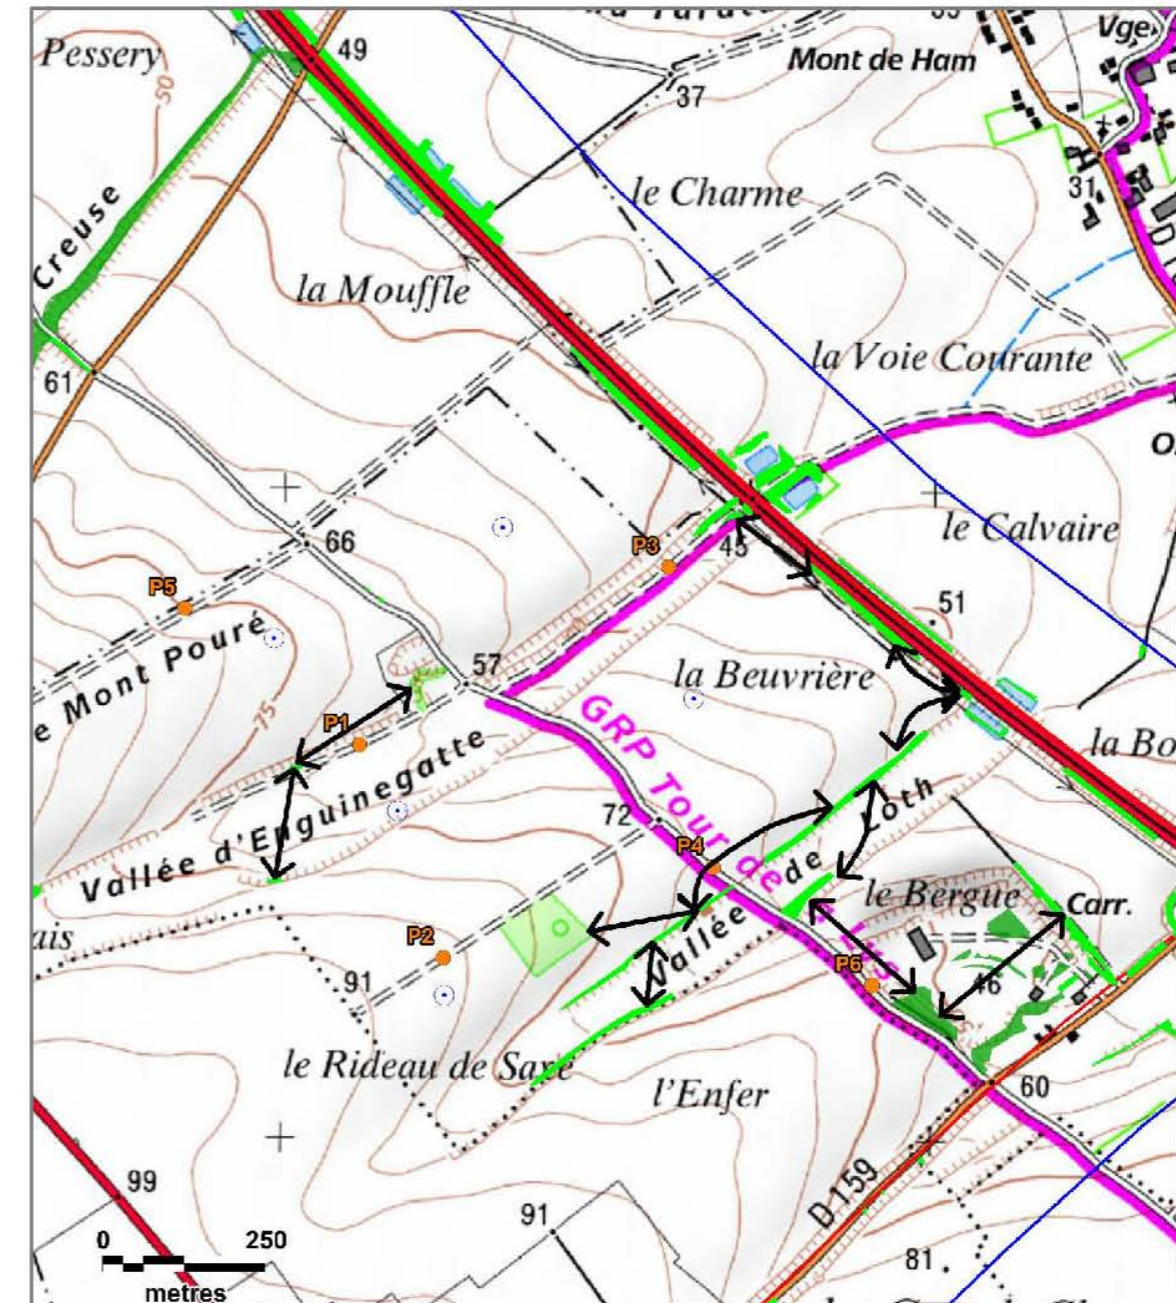 Pessery
49
50
37
Mont de Ham
Vge
31
le Charme
Creuse
la Mouffle
la Voie Courante
61
le Calvaire
66
P3
45
P5
51
e Mont Pouré
57
la Beuvrière
75
P1
GRP Tour de
la Bo
Vallée d'Enguinegatte
72
P4
Vallée de Loth
le Bergue
Carr.
ais
P2
P6
46
91
le Rideau de Saxe
l'Enfer
60
99
D 159
91
81
0
250
metres